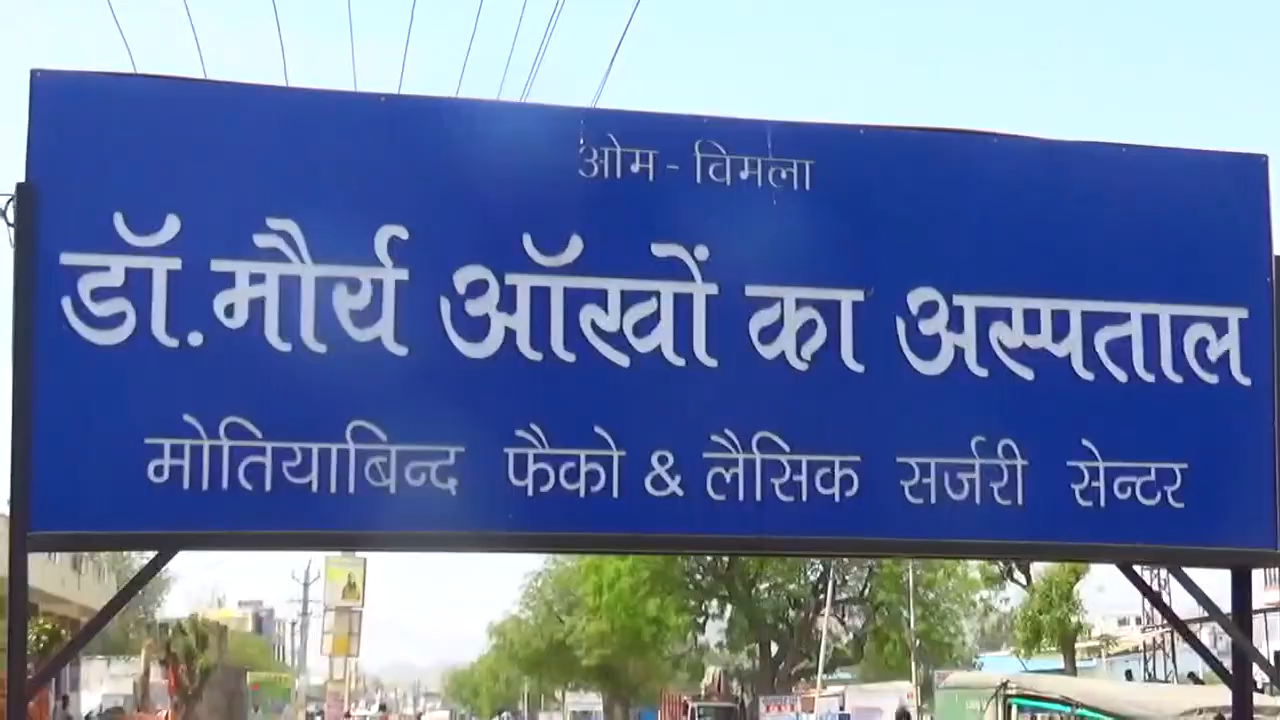 ओम - विमला
डॉ. मौर्य ऑखों का अस्पताल
मोतियाबिन्द फैको & लैसिक सर्जरी सेन्टर